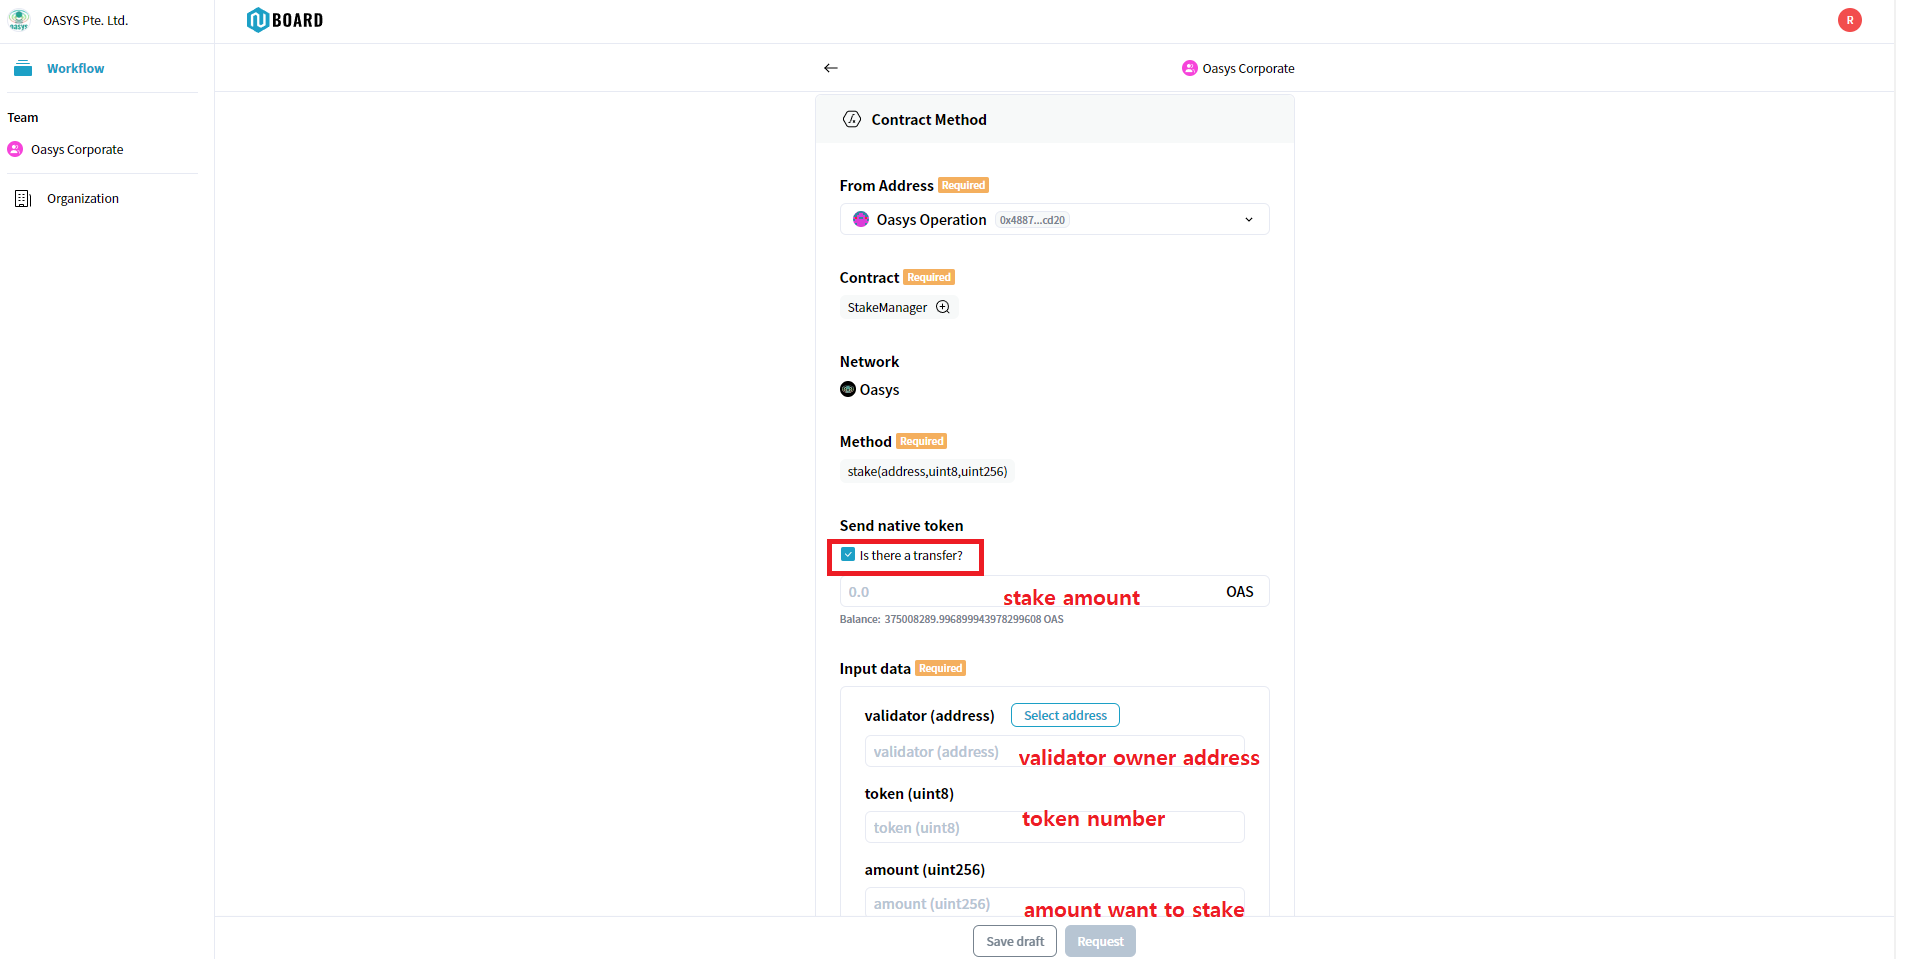 OASYS Pte. Ltd.
BOARD
R
Workflow
Oasys Corporate
Team
Oasys Corporate
Organization
Contract Method
From Address Required
Oasys Operation 0x4887...cd20
Contract Required
StakeManager
Network
Oasys
Method Required
stake(address,uint8,uint256)
Send native token
Is there a transfer?
0.0 stake amount OAS
Balance: 375008289.996899943978299608 OAS
Input data Required
validator (address) Select address
validator (address) validator owner address
token (uint8)
token (uint8) token number
amount (uint256)
amount (uint256) amount want to stake
Save draft Request